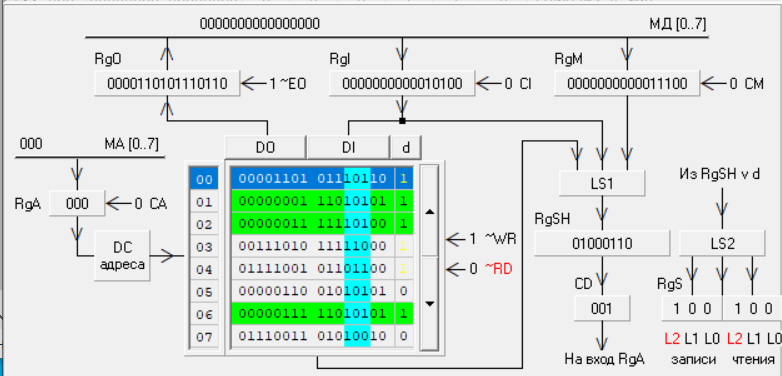 0000000000000000 МД [0..7]
RgO RgI RgM
0000110101110110 1 ~EO 0000000000010100 0 CI 0000000000011100 0 CM
000 МА [0..7] DO DI d
00 00001101 01110110 1
01 00000001 11010101 1
02 00000011 11110100 1
03 00111010 11111000 1
04 01111001 01101100 1
05 00000110 01010101 0
06 00000111 11010101 1
07 01110011 01010010 0
RgA 000 0 CA
DC
адреса
1 ~WR
0 ~RD
LS1
Из RgSH v d
RgSH
01000110
LS2
CD
001
RgS
1 0 0 1 0 0
L2 L1 L0 L2 L1 L0
На вход RgA
записи чтения